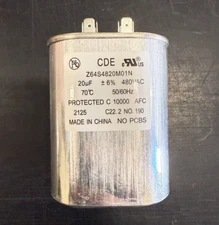 CDE
Z64S4820M01N
20uF ± 6% 480VAC
70°C 50/60Hz
PROTECTED C 10000 AFC
2125 C22.2 NO.190
MADE IN CHINA NO PCBS